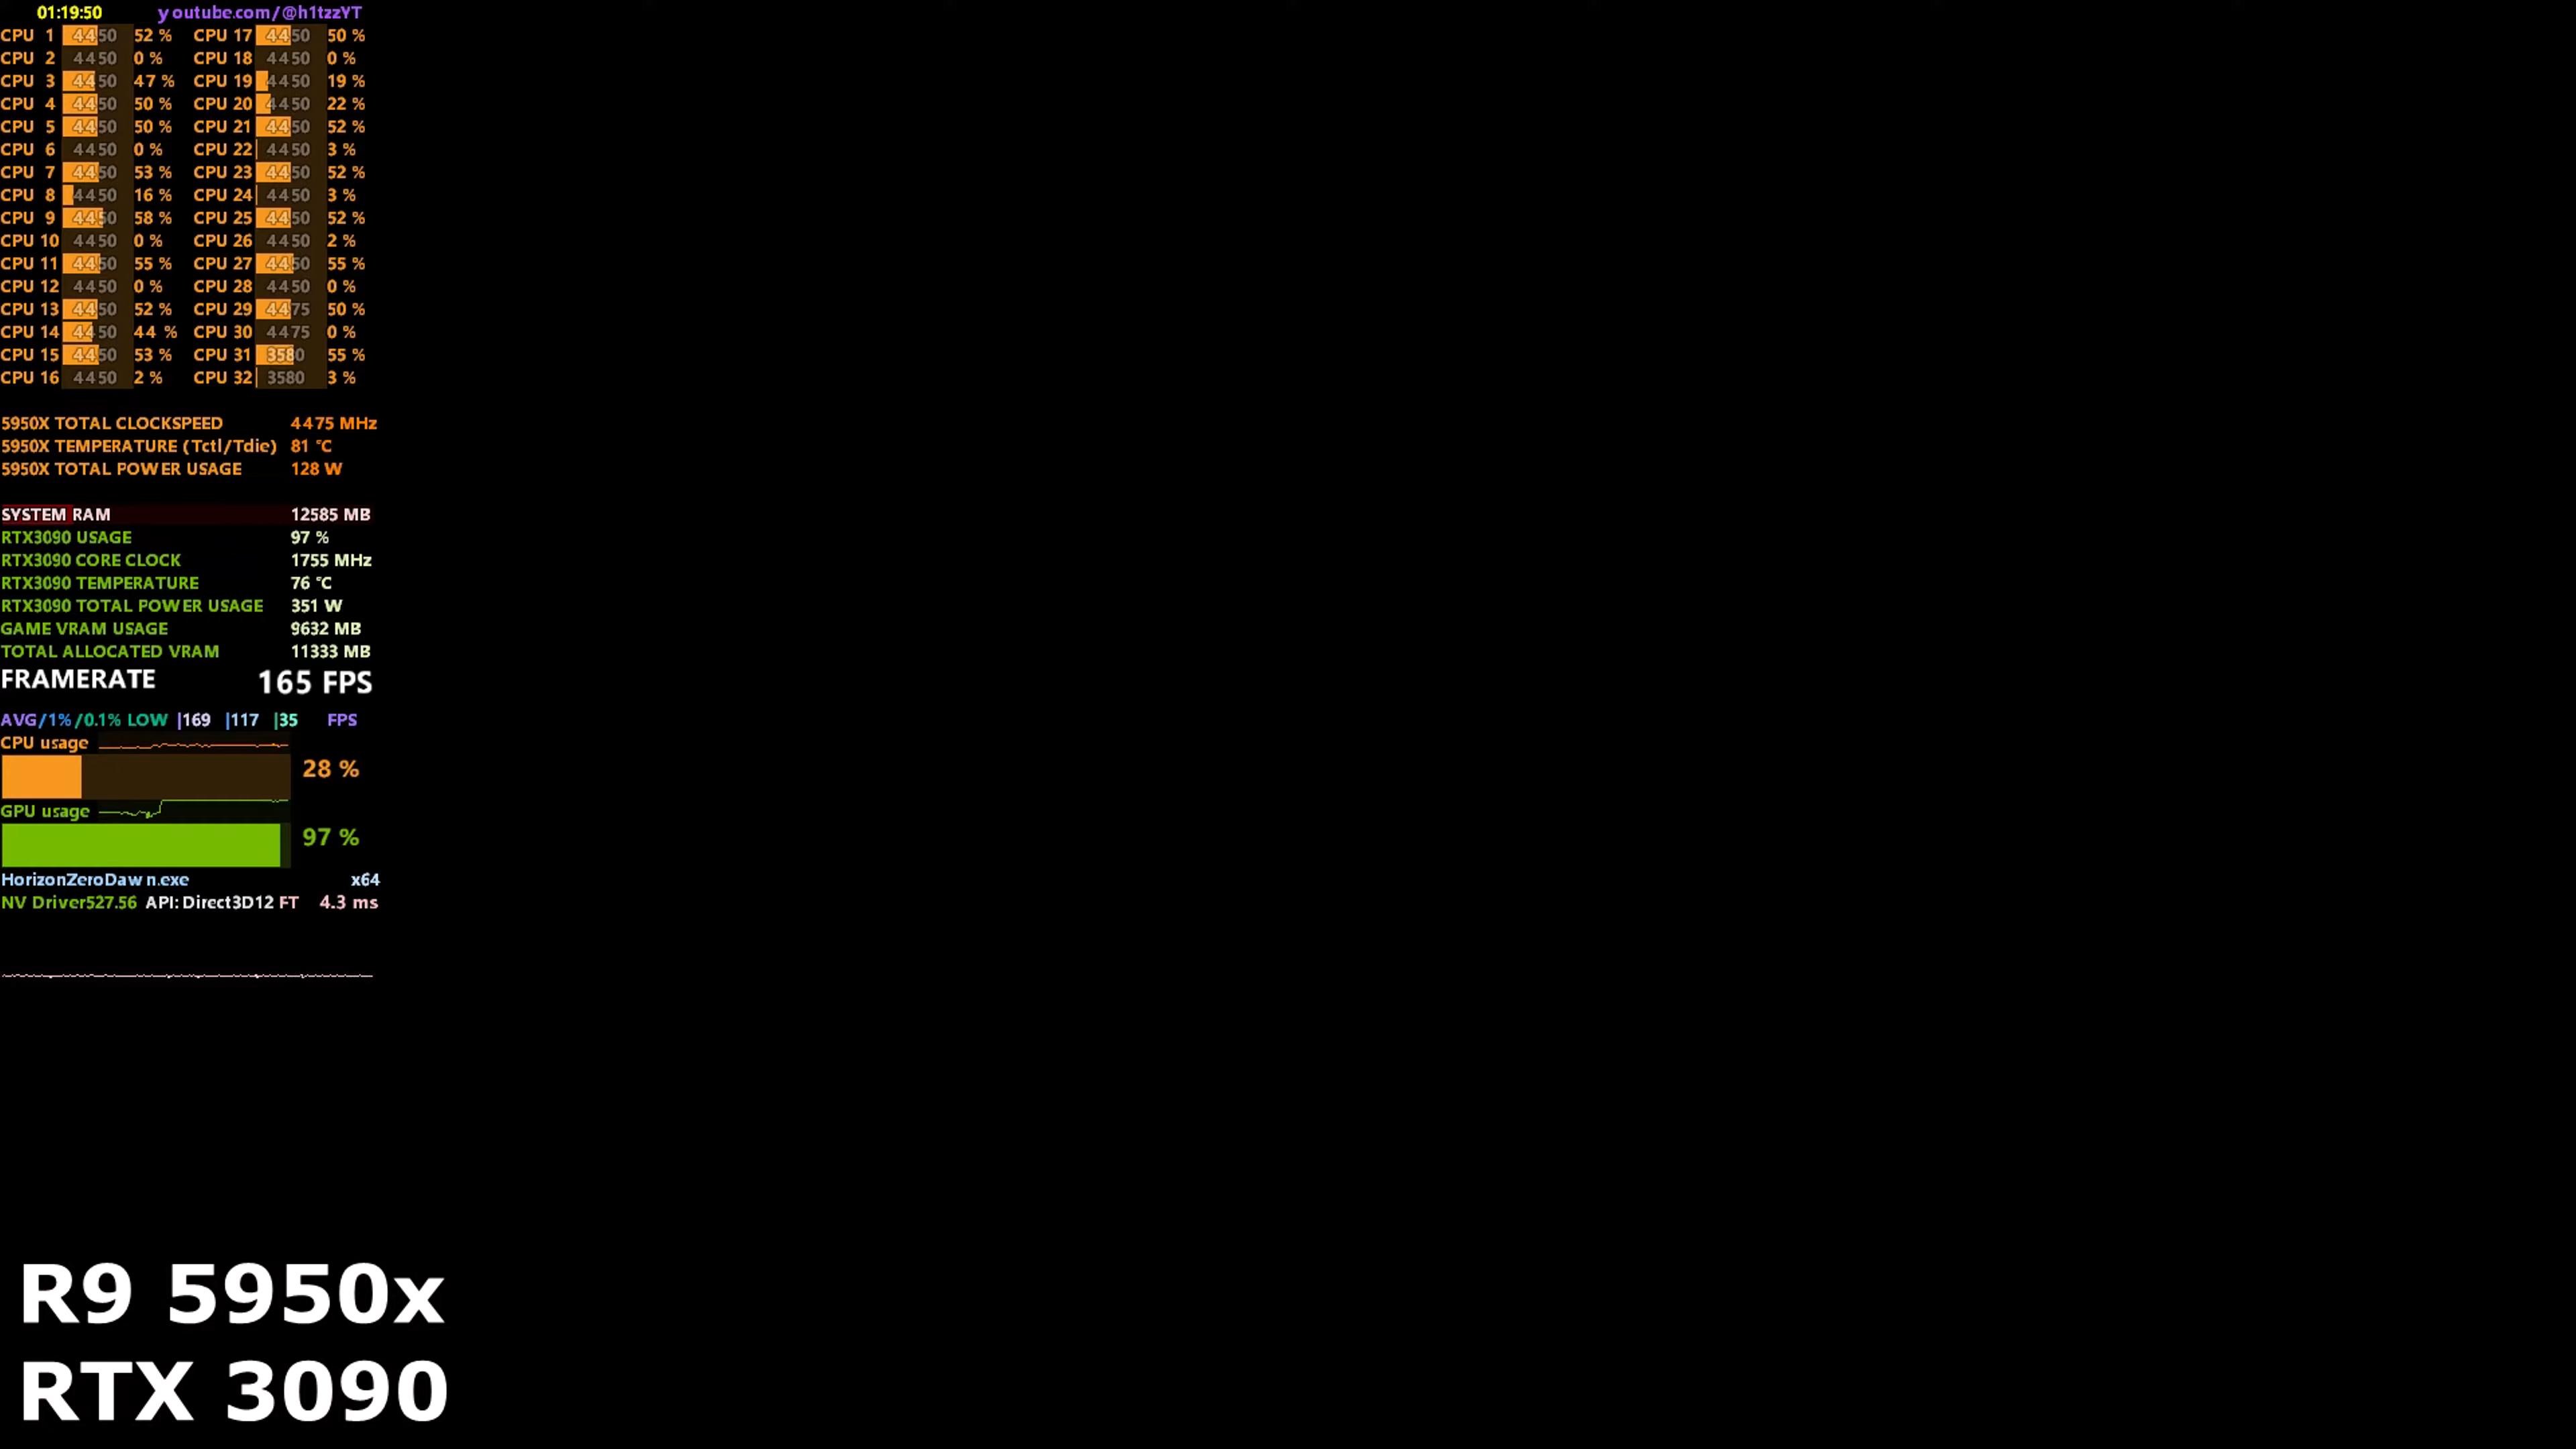 01:19:50 youtube.com/@h1tzzYT
CPU 1 4450 52 % CPU 17 4450 50 %
CPU 2 4450 0 % CPU 18 4450 0 %
CPU 3 4450 47 % CPU 19 4450 19 %
CPU 4 4450 50 % CPU 20 4450 22 %
CPU 5 4450 50 % CPU 21 4450 52 %
CPU 6 4450 0 % CPU 22 4450 3 %
CPU 7 4450 53 % CPU 23 4450 52 %
CPU 8 4450 16 % CPU 24 4450 3 %
CPU 9 4450 58 % CPU 25 4450 52 %
CPU 10 4450 0 % CPU 26 4450 2 %
CPU 11 4450 55 % CPU 27 4450 55 %
CPU 12 4450 0 % CPU 28 4450 0 %
CPU 13 4450 52 % CPU 29 4475 50 %
CPU 14 4450 44 % CPU 30 4475 0 %
CPU 15 4450 53 % CPU 31 3580 55 %
CPU 16 4450 2 % CPU 32 3580 3 %
5950X TOTAL CLOCKSPEED 4475 MHz
5950X TEMPERATURE (Tctl/Tdie) 81 °C
5950X TOTAL POWER USAGE 128 W
SYSTEM RAM 12585 MB
RTX3090 USAGE 97 %
RTX3090 CORE CLOCK 1755 MHz
RTX3090 TEMPERATURE 76 °C
RTX3090 TOTAL POWER USAGE 351 W
GAME VRAM USAGE 9632 MB
TOTAL ALLOCATED VRAM 11333 MB
FRAMERATE 165 FPS
AVG/1%/0.1% LOW |169 |117 |35 FPS
CPU usage
28 %
GPU usage
97 %
HorizonZeroDawn.exe x64
NV Driver527.56 API: Direct3D12 FT 4.3 ms
R9 5950x
RTX 3090